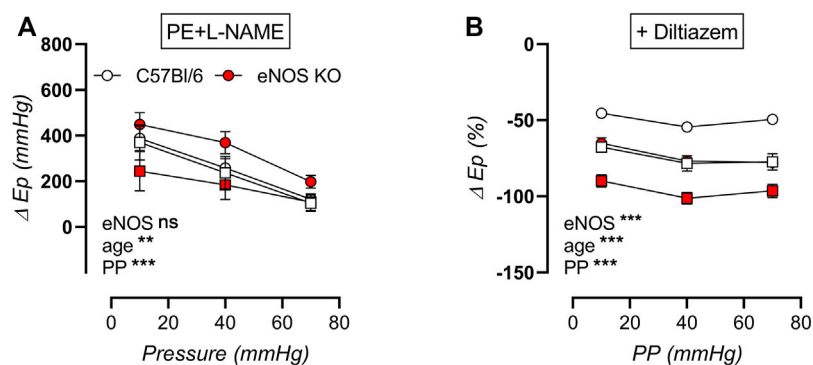 A
PE+L-NAME
C57Bl/6
eNOS KO
Δ Ep (mmHg)
800
600
400
200
0
eNOS ns
age **
PP ***
0 20 40 60 80
Pressure (mmHg)
B
+ Diltiazem
Δ Ep (%)
0
-50
-100
-150
eNOS ***
age ***
PP ***
0 20 40 60 80
PP (mmHg)